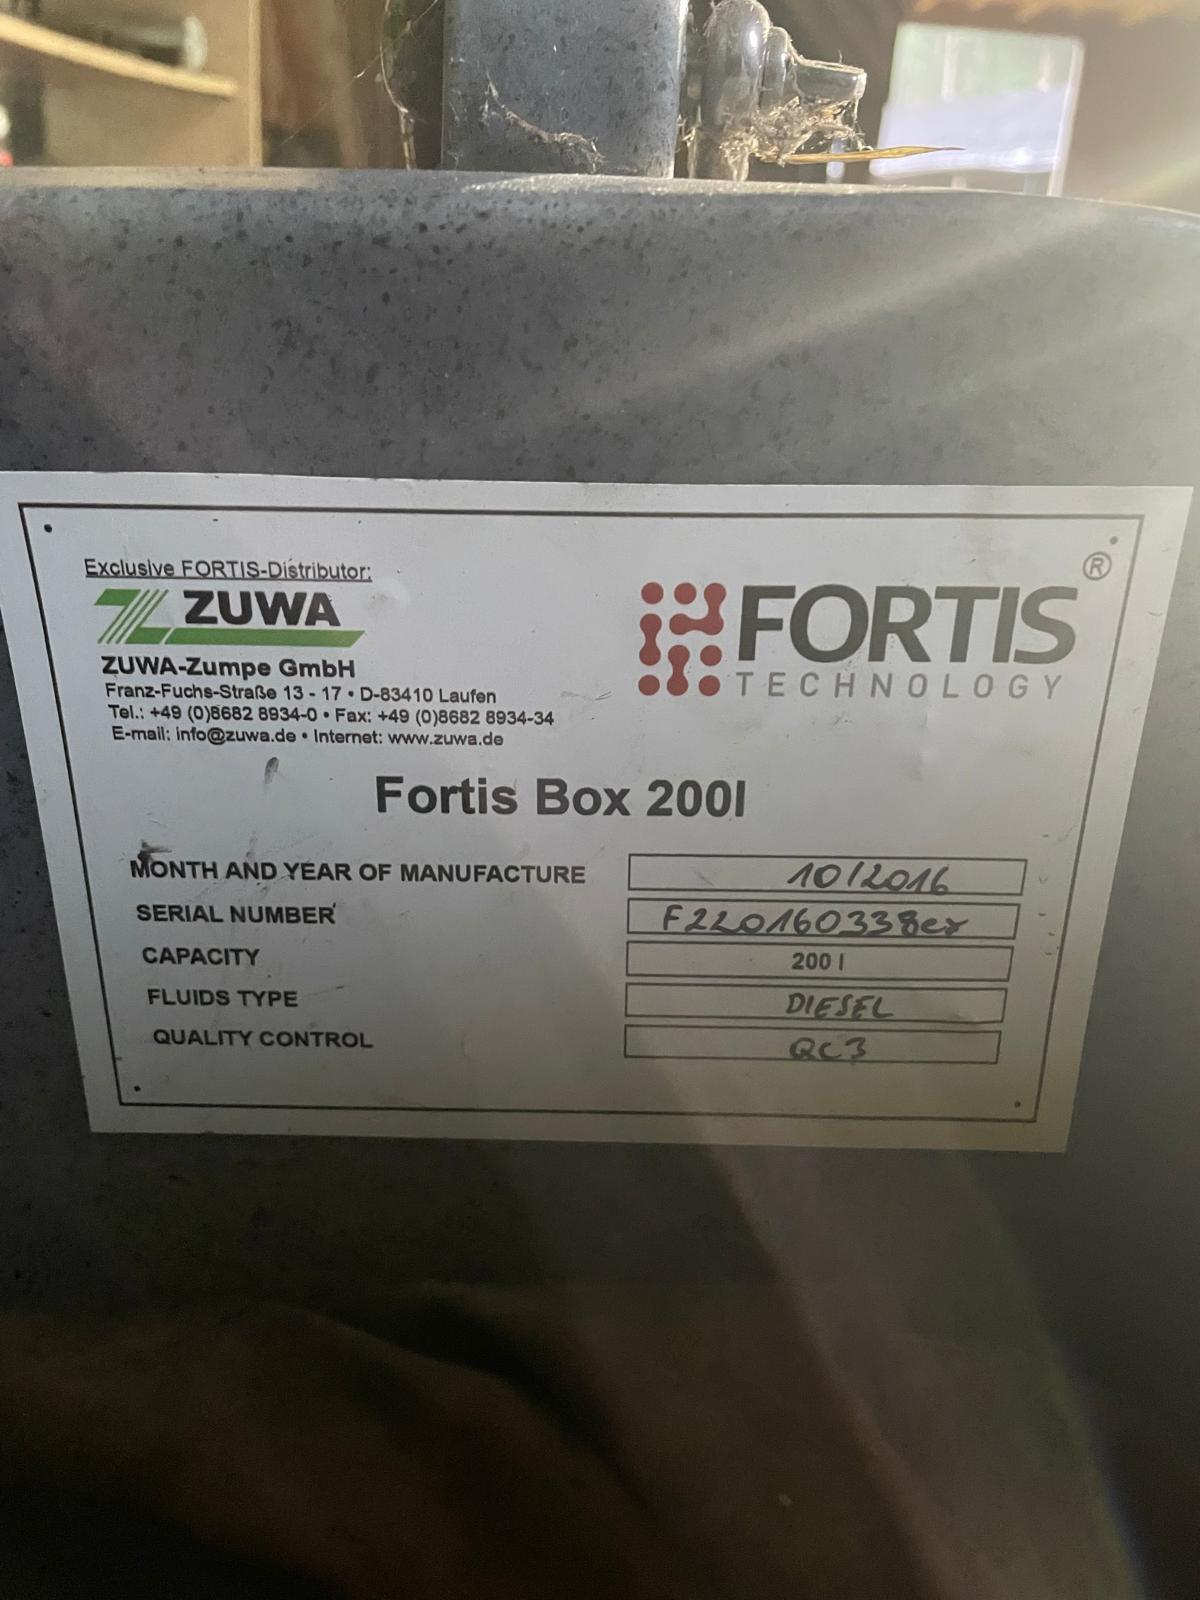 Exclusive FORTIS-Distributor:
ZUWA
ZUWA-Zumpe GmbH
Franz-Fuchs-Straße 13 - 17 • D-83410 Laufen
Tel.: +49 (0)8682 8934-0 • Fax: +49 (0)8682 8934-34
E-mail: info@zuwa.de • Internet: www.zuwa.de
FORTIS®
TECHNOLOGY
Fortis Box 200l
MONTH AND YEAR OF MANUFACTURE 10/2016
SERIAL NUMBER F220160338ex
CAPACITY 200 l
FLUIDS TYPE DIESEL
QUALITY CONTROL QC3